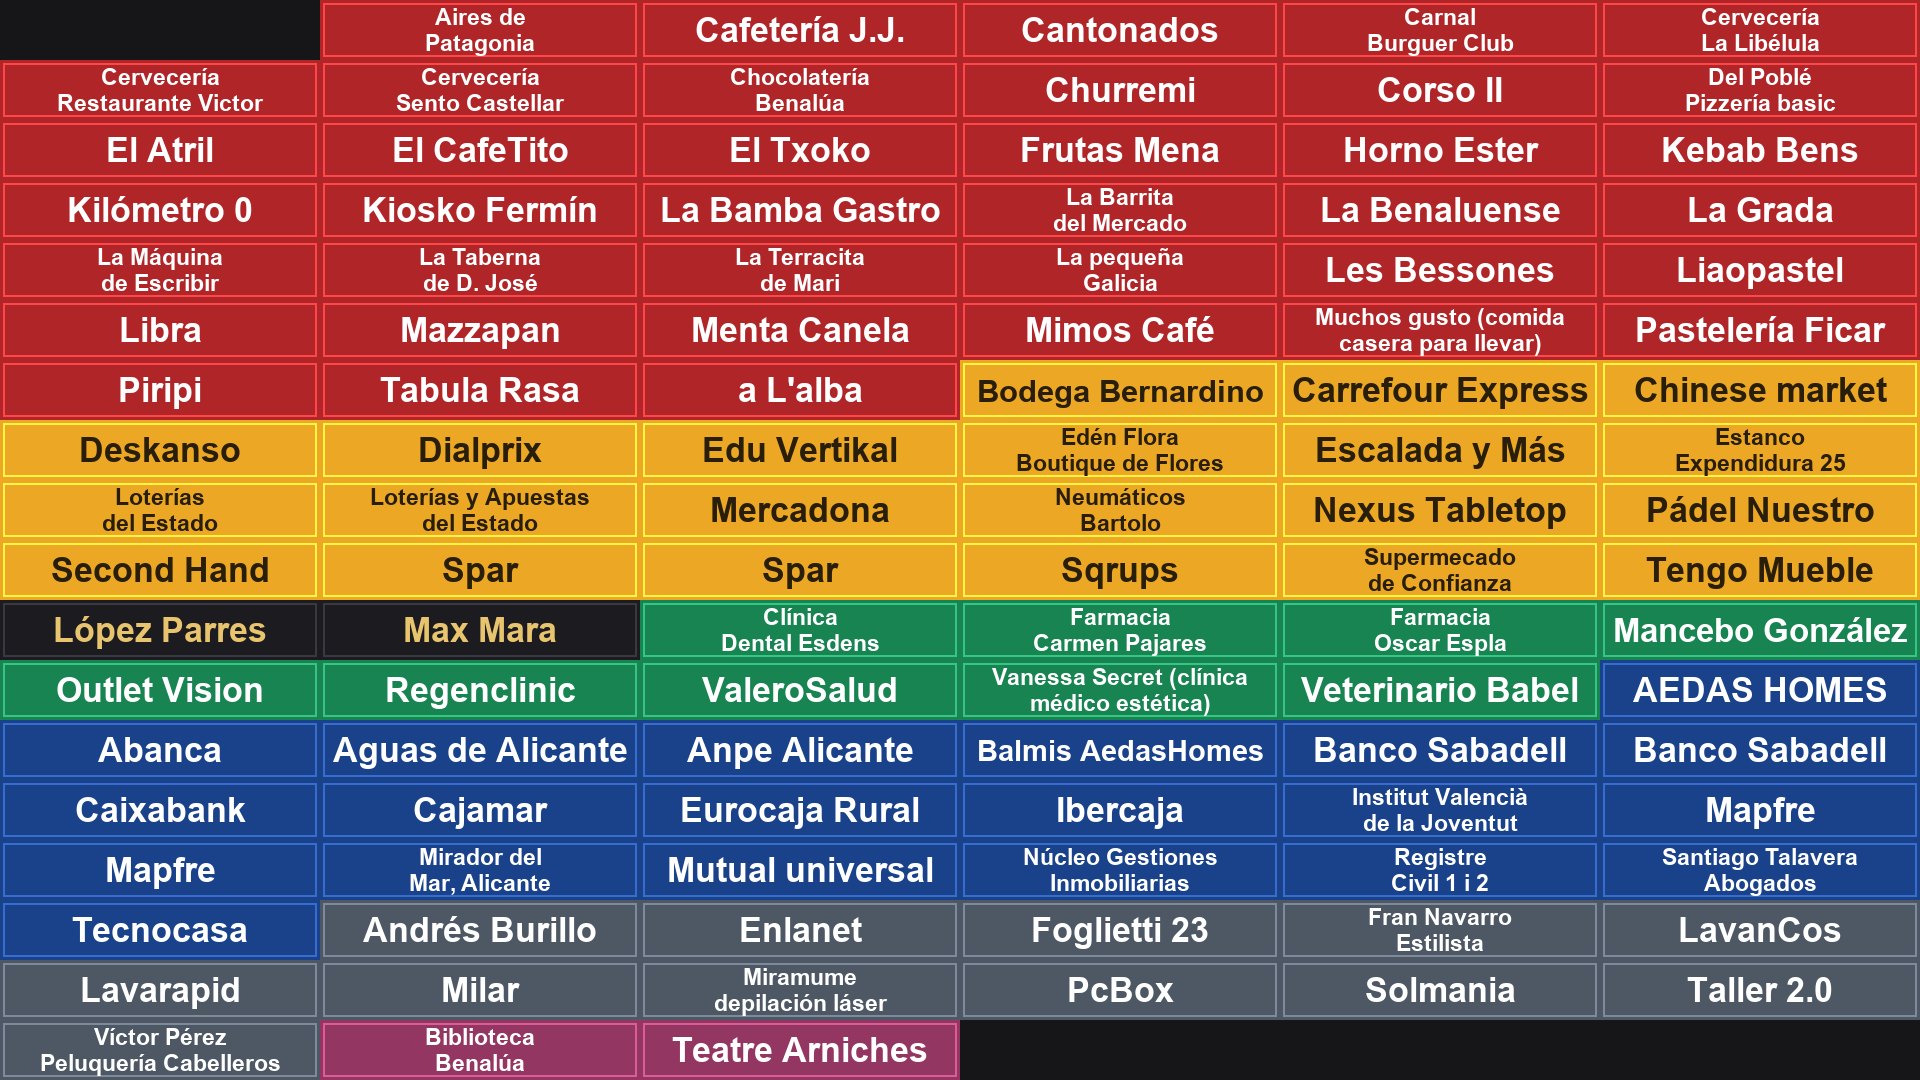 Aires de
Patagonia
Cafetería J.J.
Cantonados
Carnal
Burguer Club
Cervecería
La Libélula
Cervecería
Restaurante Victor
Cervecería
Sento Castellar
Chocolatería
Benalúa
Churremi
Corso II
Del Poblé
Pizzería basic
El Atril
El CafeTito
El Txoko
Frutas Mena
Horno Ester
Kebab Bens
Kilómetro 0
Kiosko Fermín
La Bamba Gastro
La Barrita
del Mercado
La Benaluense
La Grada
La Máquina
de Escribir
La Taberna
de D. José
La Terracita
de Mari
La pequeña
Galicia
Les Bessones
Liaopastel
Libra
Mazzapan
Menta Canela
Mimos Café
Muchos gusto (comida
casera para llevar)
Pastelería Ficar
Piripi
Tabula Rasa
a L'alba
Bodega Bernardino
Carrefour Express
Chinese market
Deskanso
Dialprix
Edu Vertikal
Edén Flora
Boutique de Flores
Escalada y Más
Estanco
Expendidura 25
Loterías
del Estado
Loterías y Apuestas
del Estado
Mercadona
Neumáticos
Bartolo
Nexus Tabletop
Pádel Nuestro
Second Hand
Spar
Spar
Sqrups
Supermecado
de Confianza
Tengo Mueble
López Parres
Max Mara
Clínica
Dental Esdens
Farmacia
Carmen Pajares
Farmacia
Oscar Espla
Mancebo González
Outlet Vision
Regenclinic
ValeroSalud
Vanessa Secret (clínica
médico estética)
Veterinario Babel
AEDAS HOMES
Abanca
Aguas de Alicante
Anpe Alicante
Balmis AedasHomes
Banco Sabadell
Banco Sabadell
Caixabank
Cajamar
Eurocaja Rural
Ibercaja
Institut Valencià
de la Joventut
Mapfre
Mapfre
Mirador del
Mar, Alicante
Mutual universal
Núcleo Gestiones
Inmobiliarias
Registre
Civil 1 i 2
Santiago Talavera
Abogados
Tecnocasa
Andrés Burillo
Enlanet
Foglietti 23
Fran Navarro
Estilista
LavanCos
Lavarapid
Milar
Miramume
depilación láser
PcBox
Solmania
Taller 2.0
Víctor Pérez
Peluquería Cabelleros
Biblioteca
Benalúa
Teatre Arniches